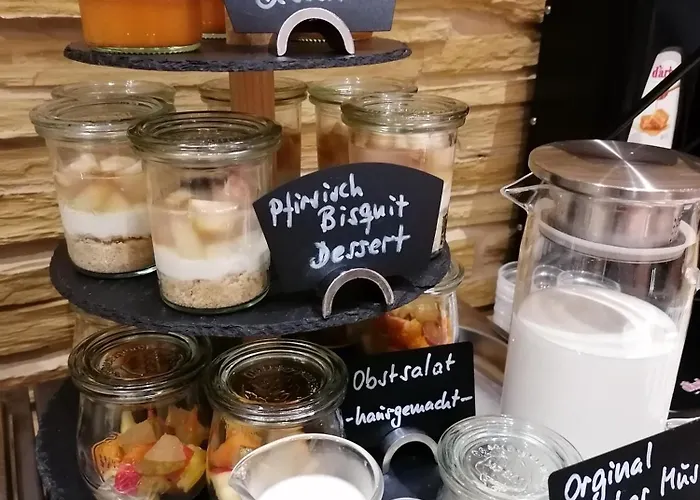 Pfirsich
Bisquit
Dessert
Obstsalat
-hausgemacht-
Orginal